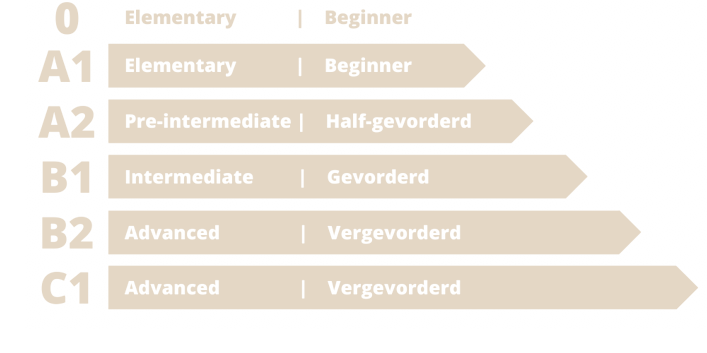 0 Elementary | Beginner
A1 Elementary | Beginner
A2 Pre-intermediate | Half-gevorderd
B1 Intermediate | Gevorderd
B2 Advanced | Vergevorderd
C1 Advanced | Vergevorderd